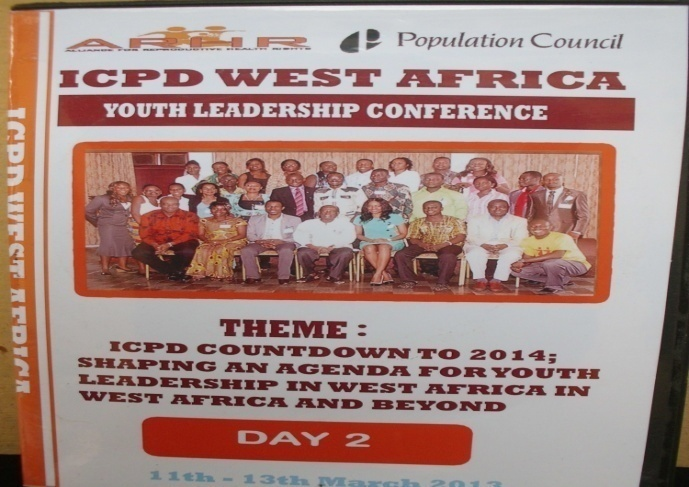 ARHR Population Council
ALLIANCE FOR REPRODUCTIVE HEALTH RIGHTS
ICPD WEST AFRICA
YOUTH LEADERSHIP CONFERENCE
THEME :
ICPD COUNTDOWN TO 2014;
SHAPING AN AGENDA FOR YOUTH
LEADERSHIP IN WEST AFRICA IN
WEST AFRICA AND BEYOND
DAY 2
11th - 13th March 2013
ICPD WEST AFRICA